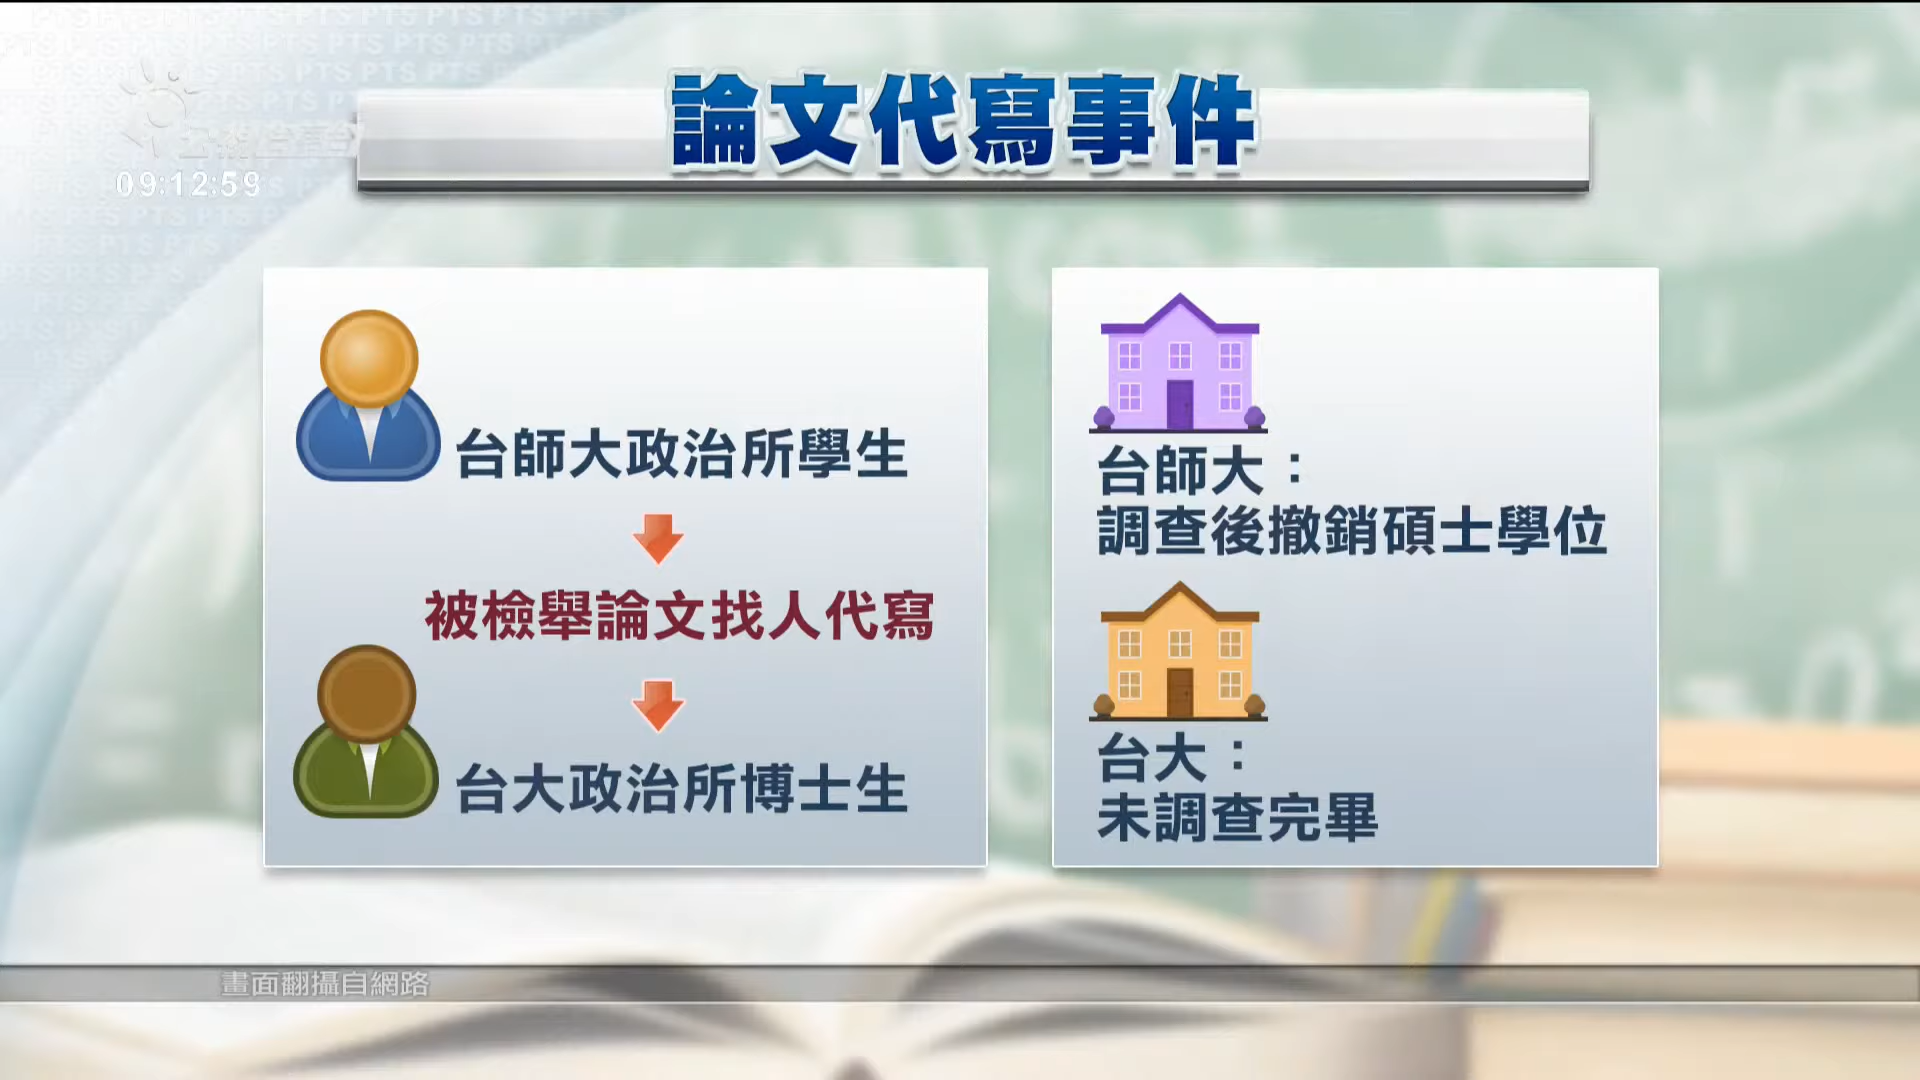 論文代寫事件
09:12:59
台師大政治所學生
被檢舉論文找人代寫
台大政治所博士生
台師大：
調查後撤銷碩士學位
台大：
未調查完畢
畫面翻攝自網路
PTS